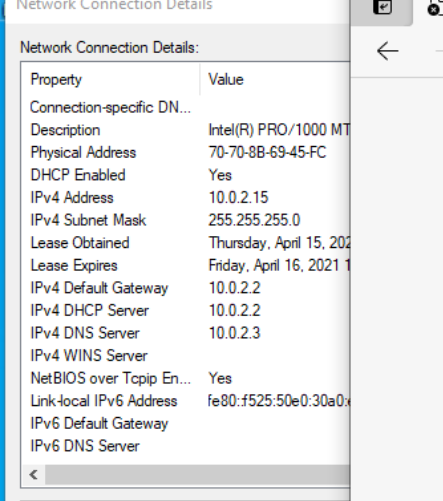 Network Connection Details
Network Connection Details:
Property Value
Connection-specific DN...
Description Intel(R) PRO/1000 MT
Physical Address 70-70-8B-69-45-FC
DHCP Enabled Yes
IPv4 Address 10.0.2.15
IPv4 Subnet Mask 255.255.255.0
Lease Obtained Thursday, April 15, 202
Lease Expires Friday, April 16, 2021 1
IPv4 Default Gateway 10.0.2.2
IPv4 DHCP Server 10.0.2.2
IPv4 DNS Server 10.0.2.3
IPv4 WINS Server
NetBIOS over Tcpip En... Yes
Link-local IPv6 Address fe80::f525:50e0:30a0:
IPv6 Default Gateway
IPv6 DNS Server